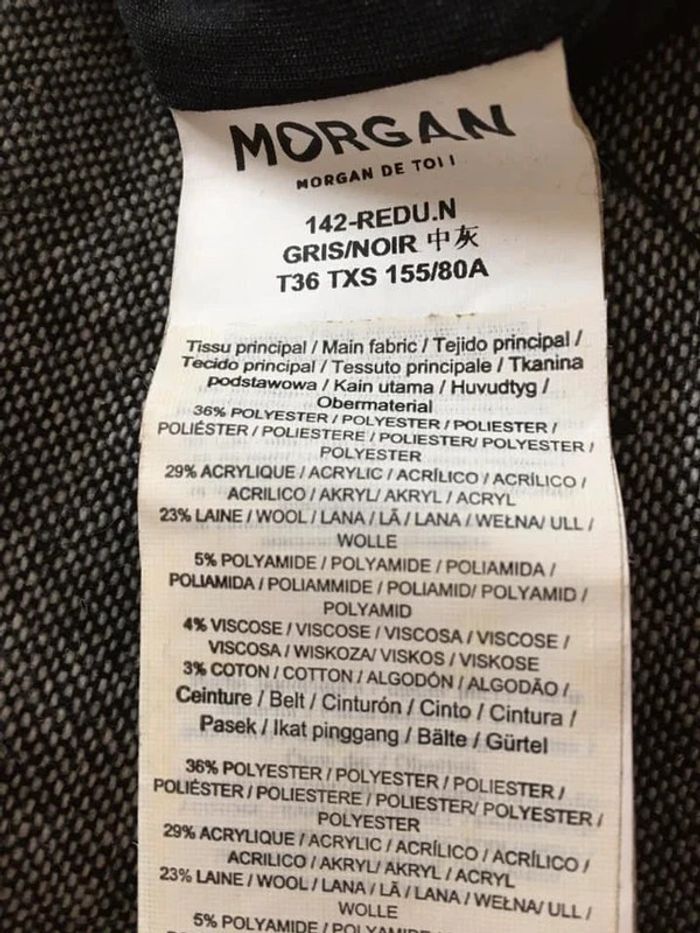 MORGAN
MORGAN DE TOI !
142-REDU.N
GRIS/NOIR 中灰
T36 TXS 155/80A
Tissu principal / Main fabric / Tejido principal /
Tecido principal / Tessuto principale / Tkanina
podstawowa / Kain utama / Huvudtyg /
Obermaterial
36% POLYESTER / POLYESTER / POLIESTER /
POLIÉSTER / POLIESTERE / POLIESTER/ POLYESTER /
POLYESTER
29% ACRYLIQUE / ACRYLIC / ACRÍLICO / ACRÍLICO /
ACRILICO / AKRYL/ AKRYL / ACRYL
23% LAINE / WOOL / LANA / LÃ / LANA / WEŁNA/ ULL /
WOLLE
5% POLYAMIDE / POLYAMIDE / POLIAMIDA /
POLIAMIDA / POLIAMMIDE / POLIAMID/ POLYAMID /
POLYAMID
4% VISCOSE / VISCOSE / VISCOSA / VISCOSE /
VISCOSA / WISKOZA/ VISKOS / VISKOSE
3% COTON / COTTON / ALGODÓN / ALGODÃO /
Ceinture / Belt / Cinturón / Cinto / Cintura /
Pasek / Ikat pinggang / Bälte / Gürtel
36% POLYESTER / POLYESTER / POLIESTER /
POLIÉSTER / POLIESTERE / POLIESTER/ POLYESTER /
POLYESTER
29% ACRYLIQUE / ACRYLIC / ACRÍLICO / ACRÍLICO /
ACRILICO / AKRYL/ AKRYL / ACRYL
23% LAINE / WOOL / LANA / LÃ / LANA / WEŁNA/ ULL /
WOLLE
5% POLYAMIDE / POLYAMIDE